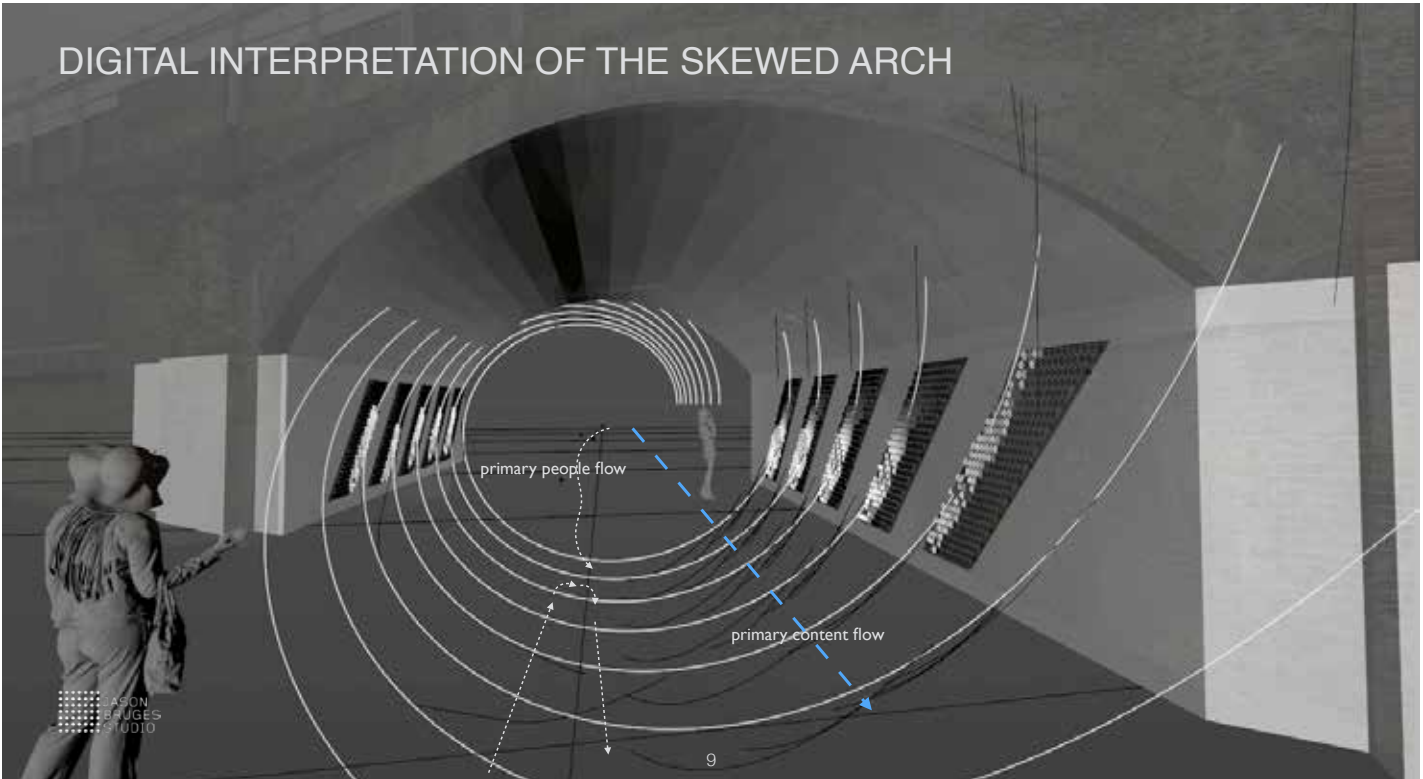 DIGITAL INTERPRETATION OF THE SKEWED ARCH
primary people flow
primary content flow
JASON
BRUGES
STUDIO
9